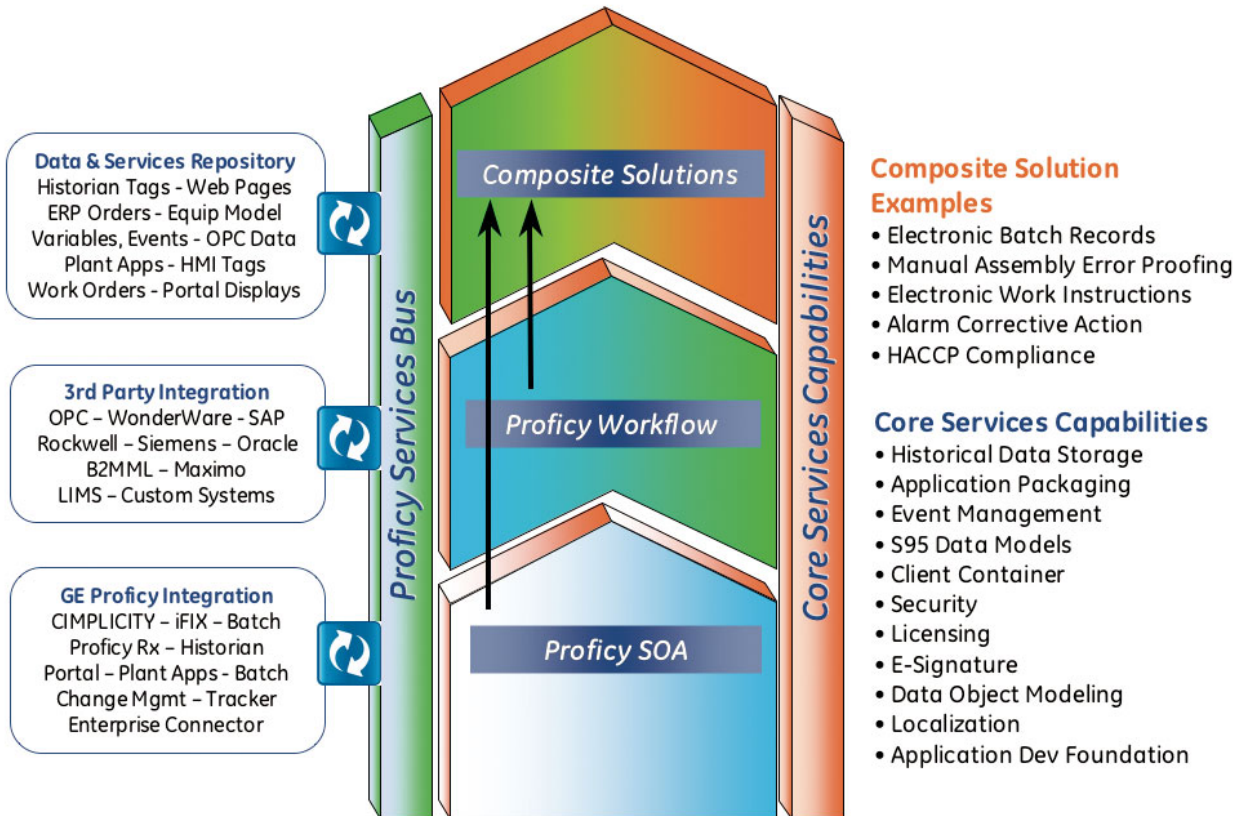 Data & Services Repository
Historian Tags - Web Pages
ERP Orders - Equip Model
Variables, Events - OPC Data
Plant Apps - HMI Tags
Work Orders - Portal Displays
3rd Party Integration
OPC – WonderWare - SAP
Rockwell – Siemens – Oracle
B2MML – Maximo
LIMS – Custom Systems
GE Proficy Integration
CIMPLICITY – iFIX – Batch
Proficy Rx – Historian
Portal – Plant Apps - Batch
Change Mgmt – Tracker
Enterprise Connector
Proficy Services Bus
Composite Solutions
Proficy Workflow
Proficy SOA
Core Services Capabilities
Composite Solution
Examples
• Electronic Batch Records
• Manual Assembly Error Proofing
• Electronic Work Instructions
• Alarm Corrective Action
• HACCP Compliance
Core Services Capabilities
• Historical Data Storage
• Application Packaging
• Event Management
• S95 Data Models
• Client Container
• Security
• Licensing
• E-Signature
• Data Object Modeling
• Localization
• Application Dev Foundation